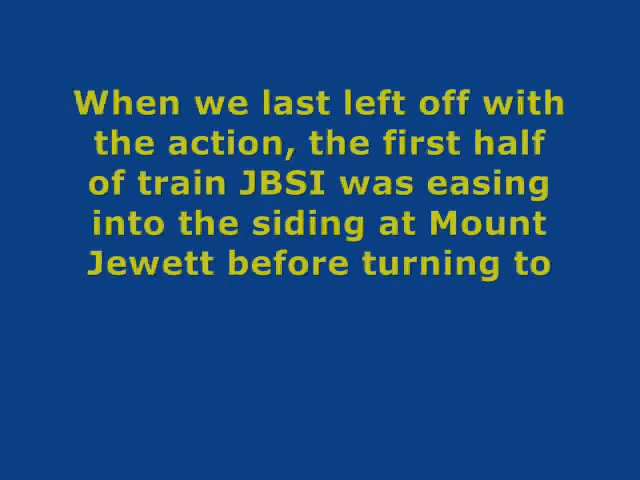 When we last left off with
the action, the first half
of train JBSI was easing
into the siding at Mount
Jewett before turning to